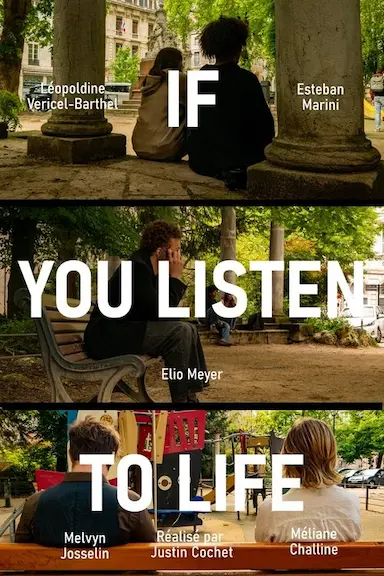 Léopoldine
Vericel-Barthel
IF
Esteban
Marini
YOU LISTEN
Elio Meyer
TO LIFE
Melvyn
Josselin
Réalisé par
Justin Cochet
Méliane
Challine